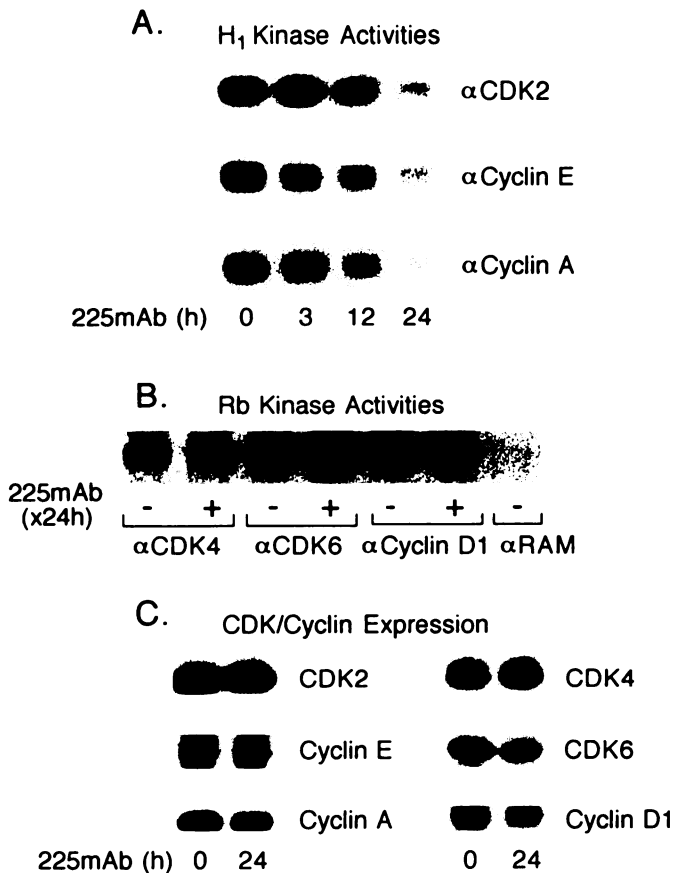 A.
H1 Kinase Activities
αCDK2
αCyclin E
αCyclin A
225mAb (h) 0 3 12 24
B.
Rb Kinase Activities
225mAb
(x24h)
- + - + - + -
αCDK4 αCDK6 αCyclin D1 αRAM
C.
CDK/Cyclin Expression
CDK2 CDK4
Cyclin E CDK6
Cyclin A Cyclin D1
225mAb (h) 0 24 0 24